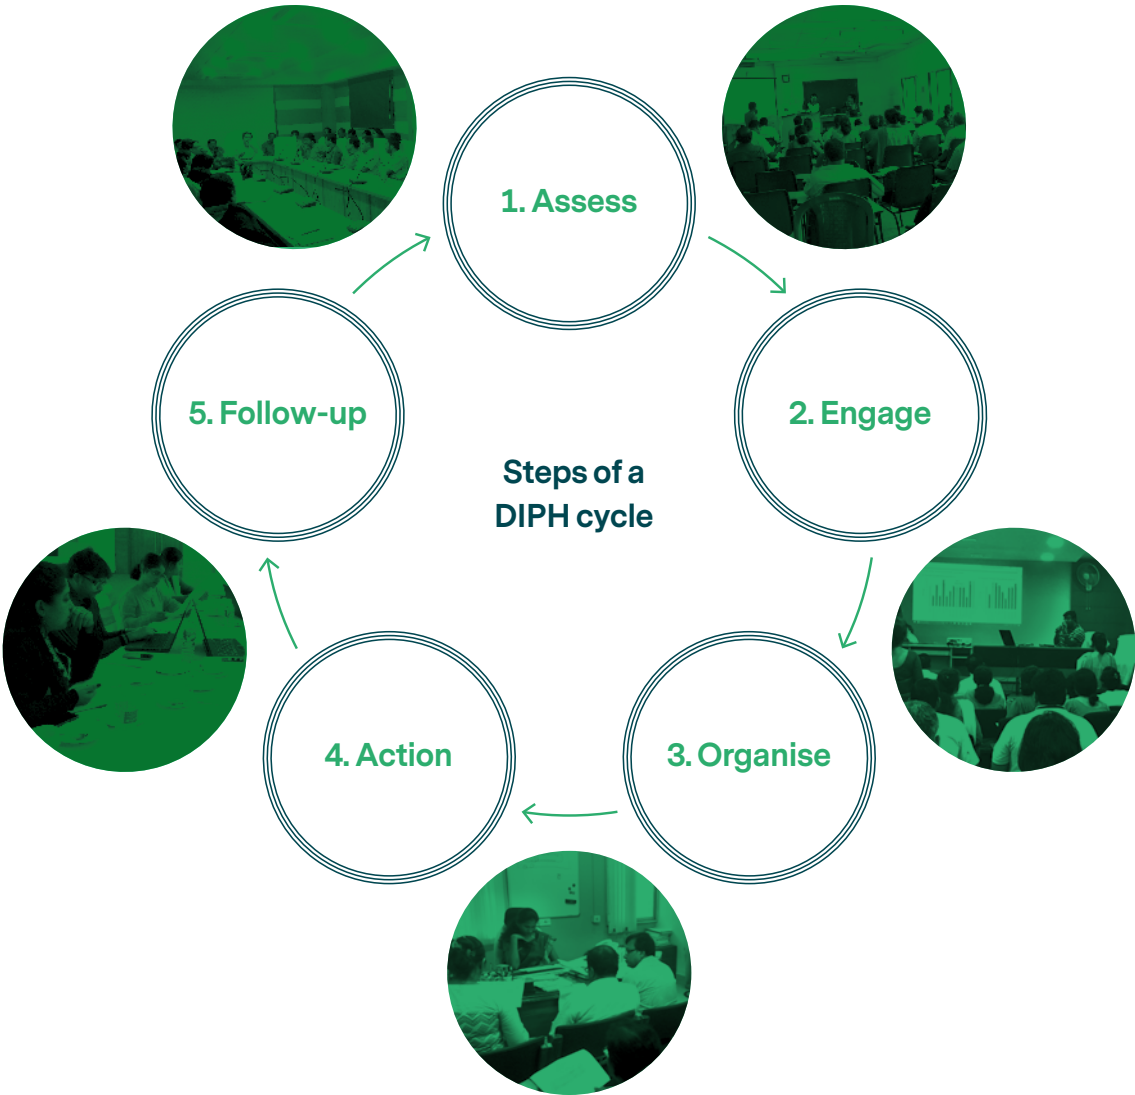 1. Assess
2. Engage
3. Organise
4. Action
5. Follow-up
Steps of a
DIPH cycle